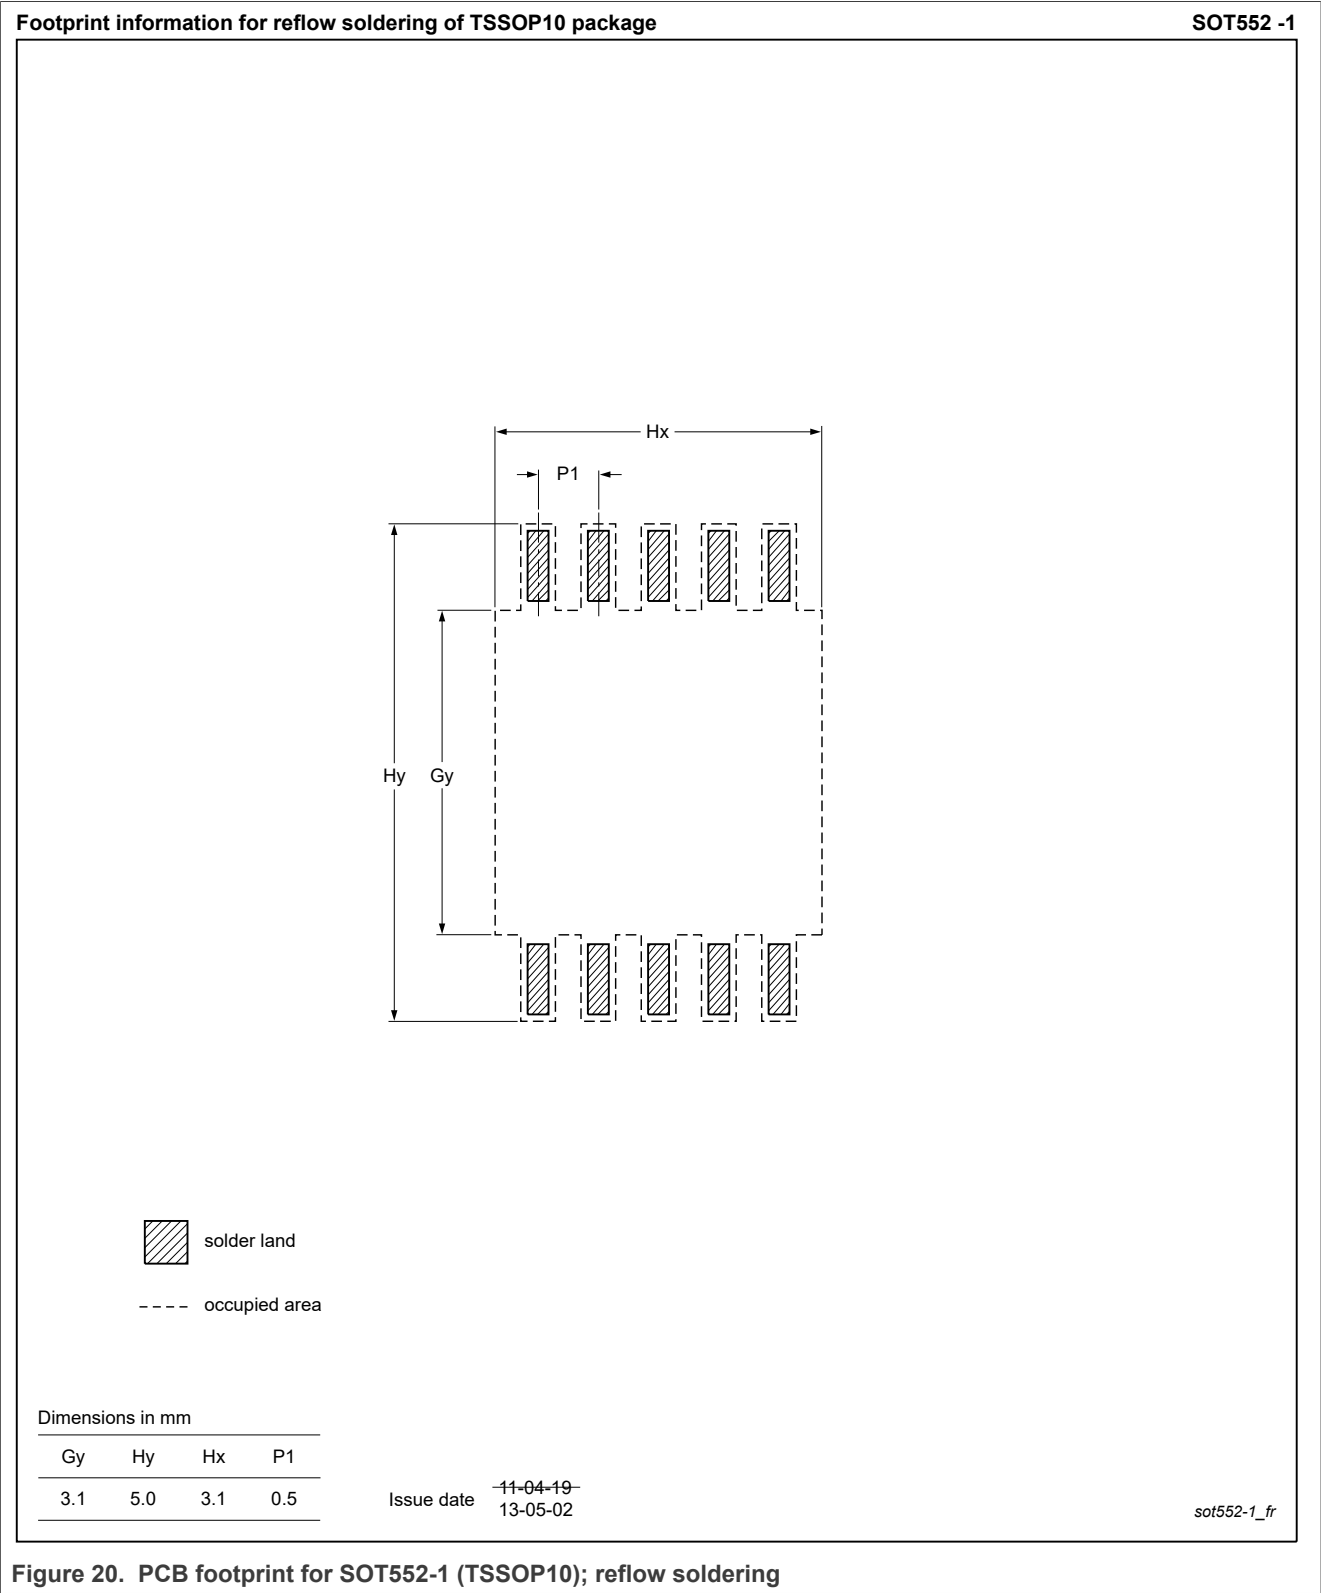 Footprint information for reflow soldering of TSSOP10 package SOT552 -1
Hx
P1
Hy Gy
solder land
occupied area
Dimensions in mm
Gy Hy Hx P1
3.1 5.0 3.1 0.5
Issue date 11-04-19
13-05-02
sot552-1_fr
Figure 20. PCB footprint for SOT552-1 (TSSOP10); reflow soldering